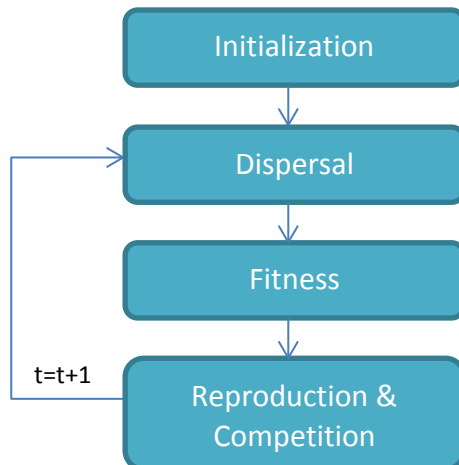 Initialization
Dispersal
Fitness
t=t+1
Reproduction &
Competition